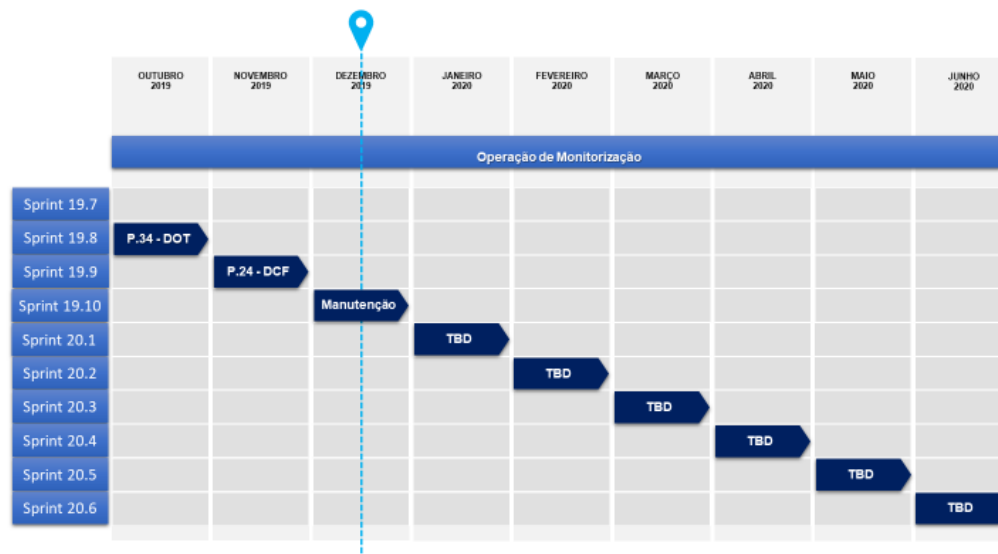 OUTUBRO
2019
NOVEMBRO
2019
DEZEMBRO
2019
JANEIRO
2020
FEVEREIRO
2020
MARÇO
2020
ABRIL
2020
MAIO
2020
JUNHO
2020
Operação de Monitorização
Sprint 19.7
Sprint 19.8
P.34 - DOT
Sprint 19.9
P.24 - DCF
Sprint 19.10
Manutenção
Sprint 20.1
TBD
Sprint 20.2
TBD
Sprint 20.3
TBD
Sprint 20.4
TBD
Sprint 20.5
TBD
Sprint 20.6
TBD